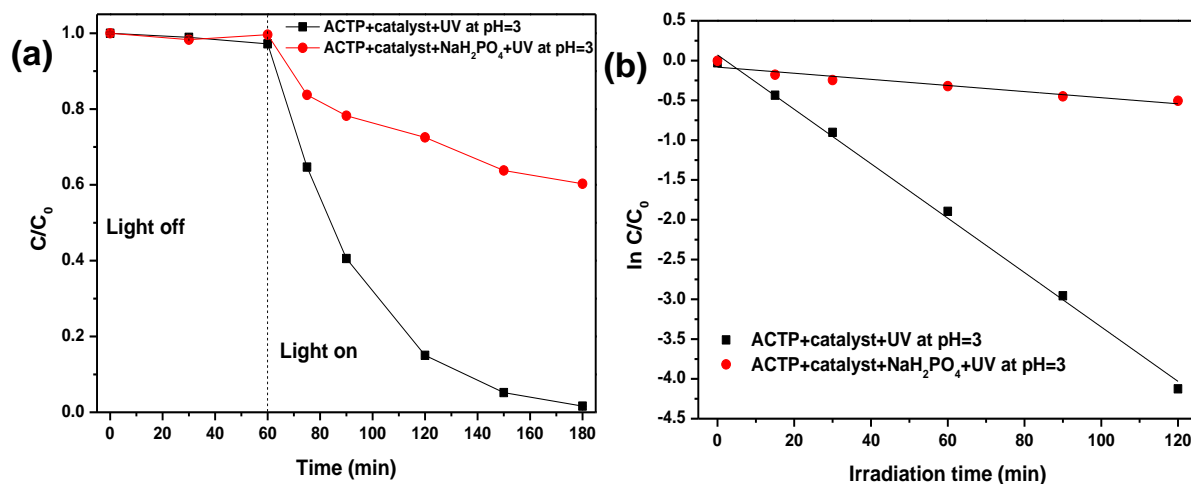 (a)
ACTP+catalyst+UV at pH=3
ACTP+catalyst+NaH₂PO₄+UV at pH=3
1.0
0.8
0.6
0.4
0.2
0.0
C/C₀
Light off
Light on
0 20 40 60 80 100 120 140 160 180
Time (min)
(b)
0.5
0.0
-0.5
-1.0
-1.5
-2.0
-2.5
-3.0
-3.5
-4.0
-4.5
ln C/C₀
ACTP+catalyst+UV at pH=3
ACTP+catalyst+NaH₂PO₄+UV at pH=3
0 20 40 60 80 100 120
Irradiation time (min)